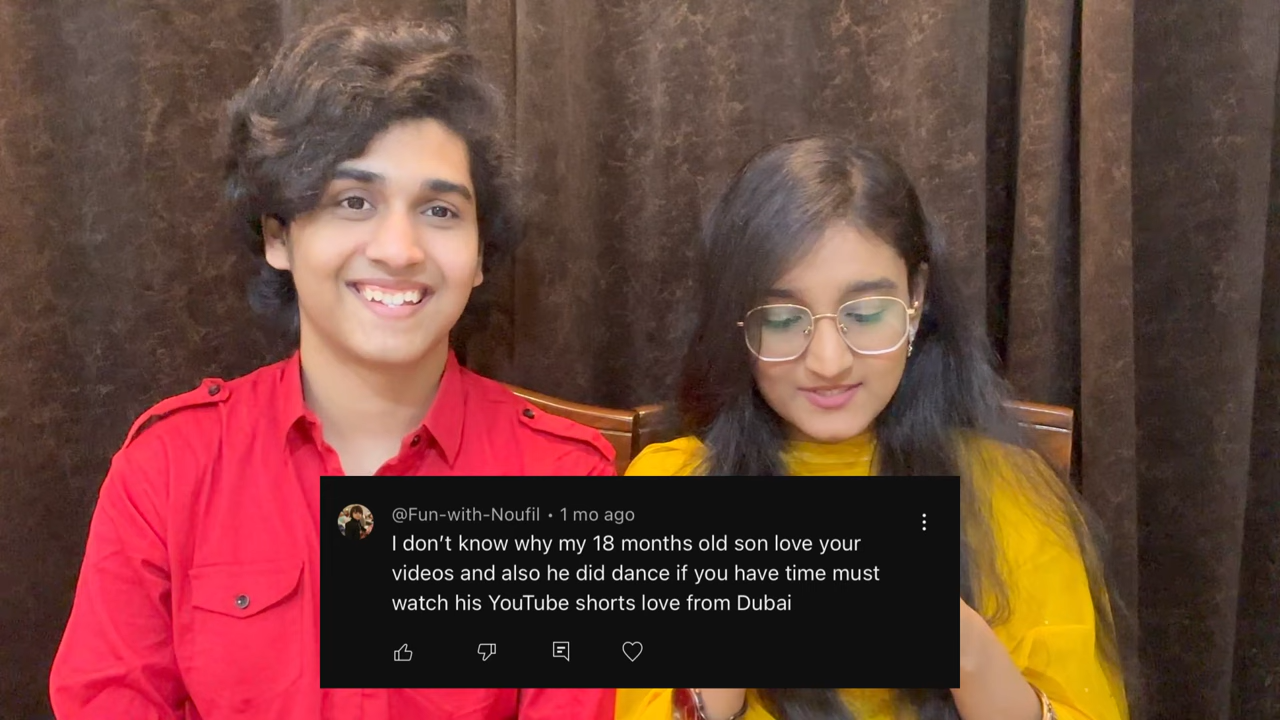 @Fun-with-Noufil • 1 mo ago
I don’t know why my 18 months old son love your
videos and also he did dance if you have time must
watch his YouTube shorts love from Dubai